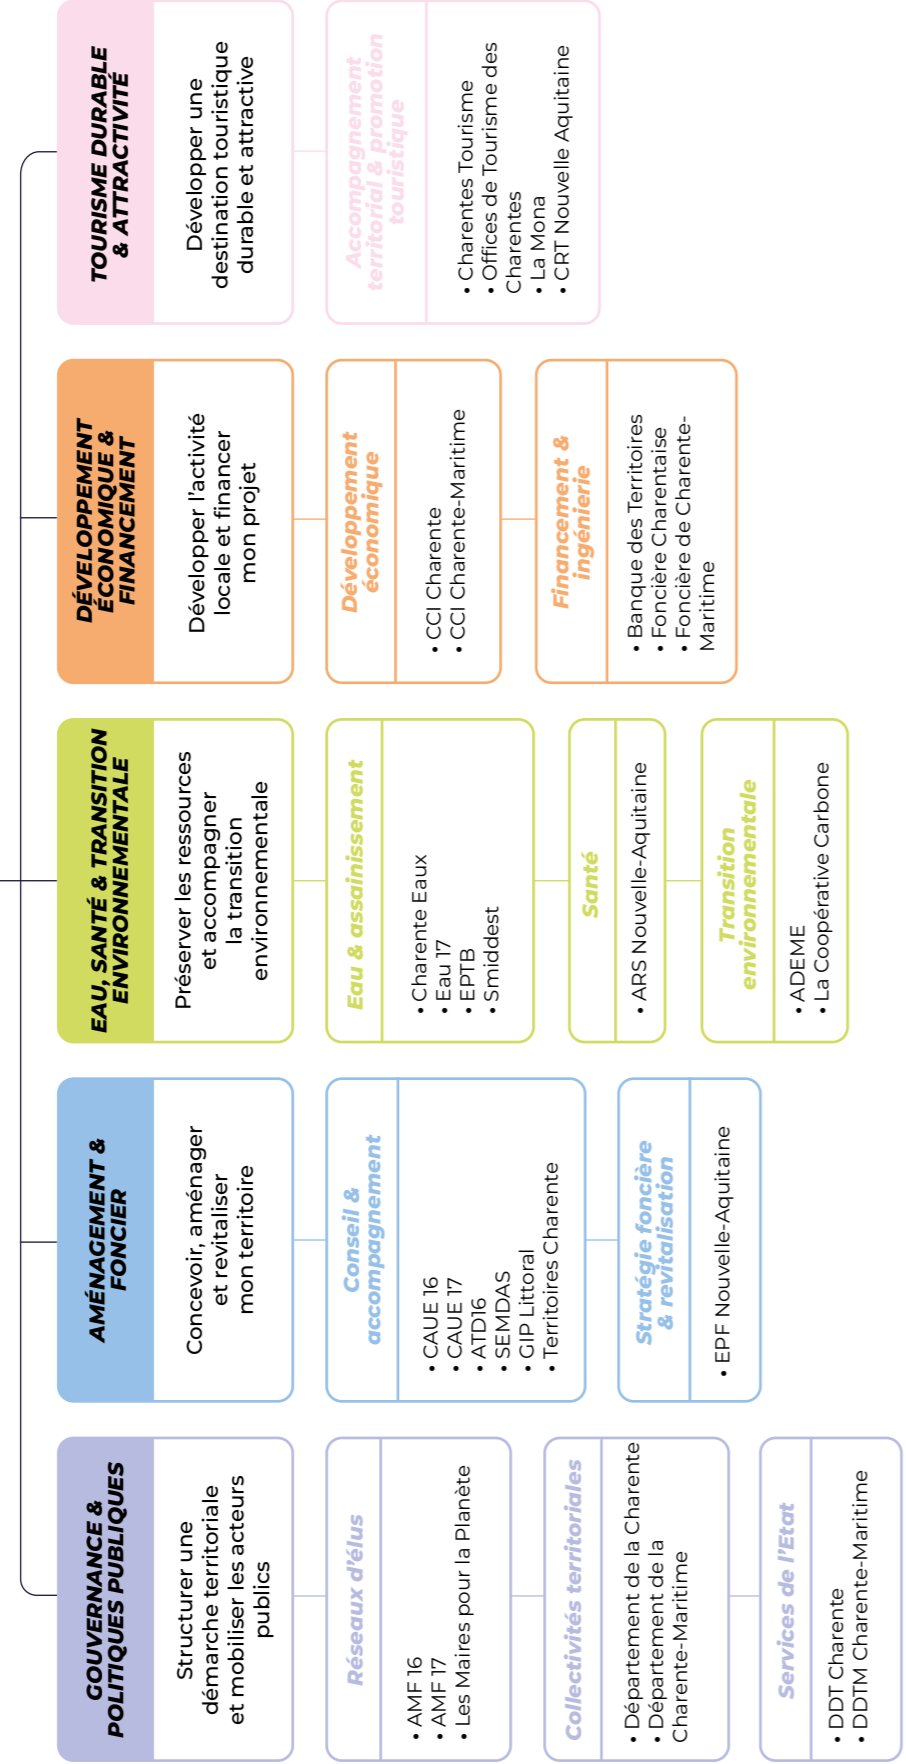 GOUVERNANCE &
POLITIQUES PUBLIQUES
Structurer une
démarche territoriale
et mobiliser les acteurs
publics
Réseaux d'élus
• AMF 16
• AMF 17
• Les Maires pour la Planète
Collectivités territoriales
• Département de la Charente
• Département de la
Charente-Maritime
Services de l'Etat
• DDT Charente
• DDTM Charente-Maritime
AMÉNAGEMENT &
FONCIER
Concevoir, aménager
et revitaliser
mon territoire
Conseil &
accompagnement
• CAUE 16
• CAUE 17
• ATD16
• SEMDAS
• GIP Littoral
• Territoires Charente
Stratégie foncière
& revitalisation
• EPF Nouvelle-Aquitaine
EAU, SANTÉ & TRANSITION
ENVIRONNEMENTALE
Préserver les ressources
et accompagner
la transition
environnementale
Eau & assainissement
• Charente Eaux
• Eau 17
• EPTB
• Smiddest
Santé
• ARS Nouvelle-Aquitaine
Transition
environnementale
• ADEME
• La Coopérative Carbone
DÉVELOPPEMENT
ÉCONOMIQUE &
FINANCEMENT
Développer l'activité
locale et financer
mon projet
Développement
économique
• CCI Charente
• CCI Charente-Maritime
Financement &
ingénierie
• Banque des Territoires
• Foncière Charentaise
• Foncière de Charente-
Maritime
TOURISME DURABLE
& ATTRACTIVITÉ
Développer une
destination touristique
durable et attractive
Accompagnement
territorial & promotion
touristique
• Charentes Tourisme
• Offices de Tourisme des
Charentes
• La Mona
• CRT Nouvelle Aquitaine